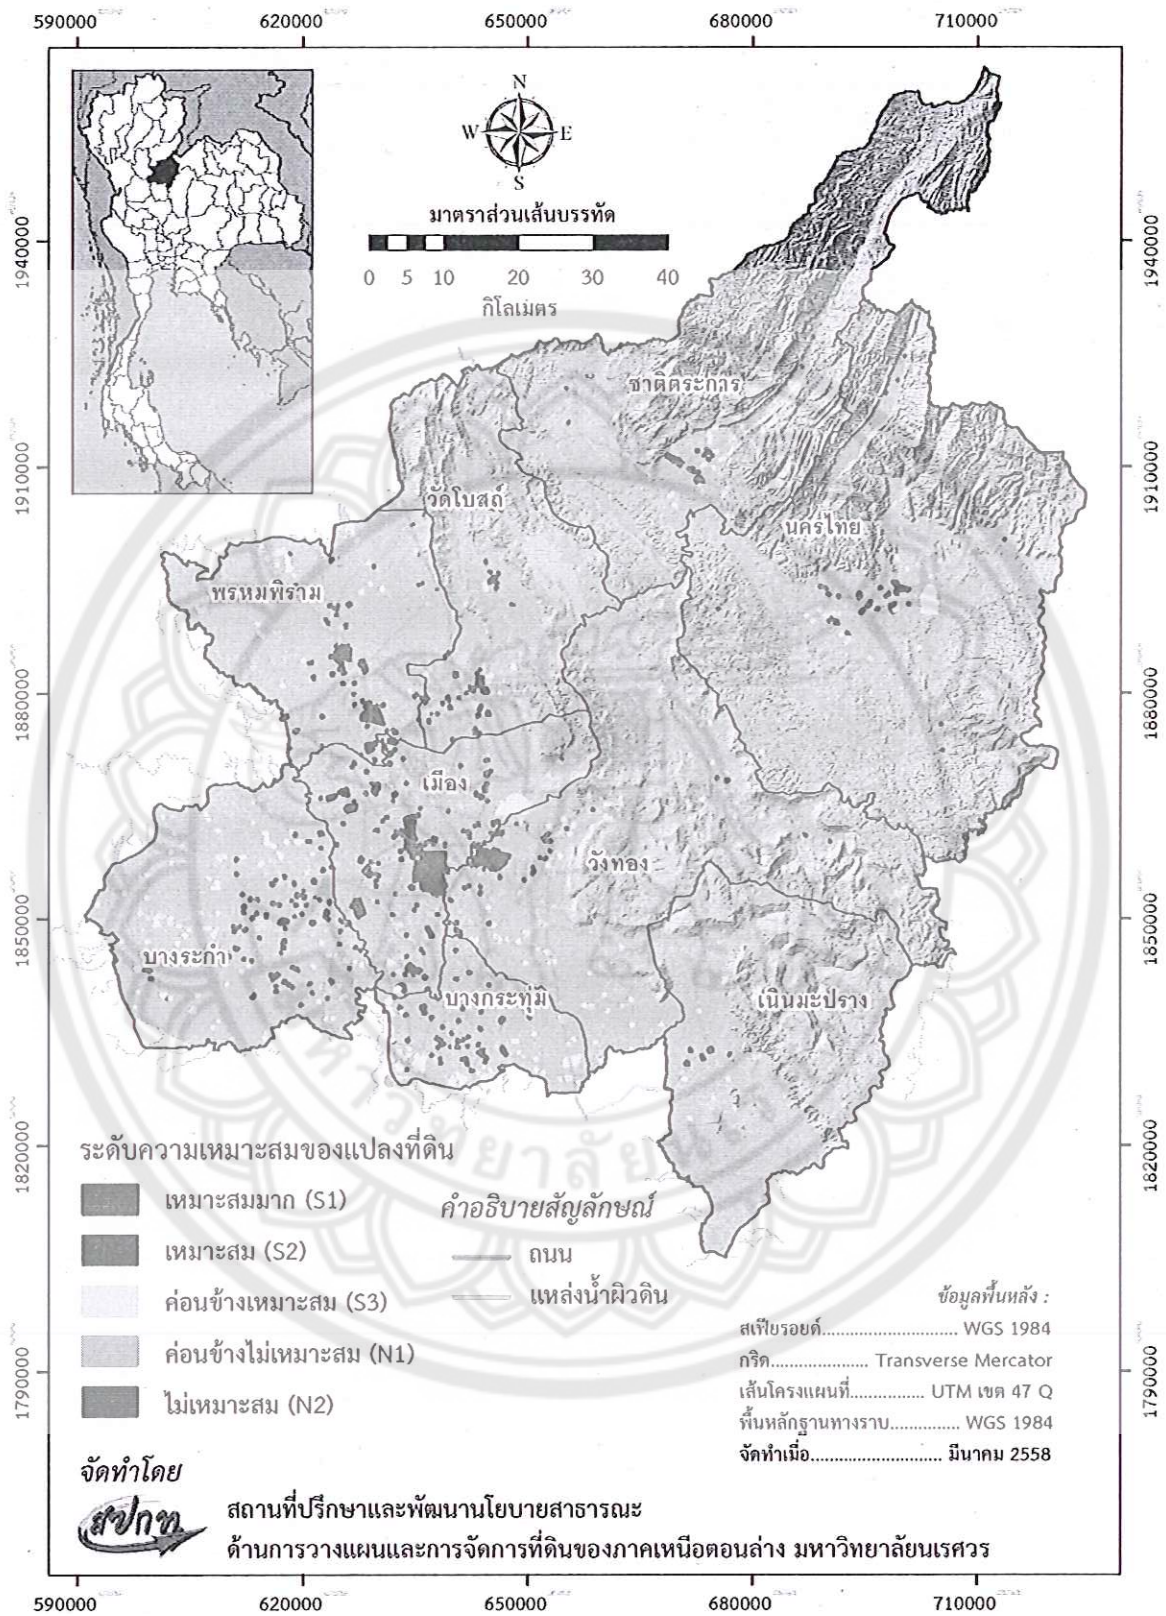 590000 620000 650000 680000 710000
N
W E
S
มาตราส่วนเส้นบรรทัด
0 5 10 20 30 40
กิโลเมตร
1940000 1940000
ชาติตระการ
1910000 1910000
วัดโบสถ์
นครไทย
พรหมพิราม
1880000 1880000
เมือง
วังทอง
1850000 1850000
บางระกำ
บางกระทุ่ม
เนินมะปราง
หาวิทยาลัยน
1820000 1820000
ระดับความเหมาะสมของแปลงที่ดิน
เหมาะสมมาก (S1)
เหมาะสม (S2)
ค่อนข้างเหมาะสม (S3)
ค่อนข้างไม่เหมาะสม (N1)
ไม่เหมาะสม (N2)
คำอธิบายสัญลักษณ์
ถนน
แหล่งน้ำผิวดิน
ข้อมูลพื้นหลัง :
สเฟียรอยด์............................ WGS 1984
กริด.................... Transverse Mercator
เส้นโครงแผนที่............... UTM เขต 47 Q
พื้นหลักฐานทางราบ.............. WGS 1984
จัดทำเมื่อ........................... มีนาคม 2558
1790000 1790000
จัดทำโดย
สปกท
สถานที่ปรึกษาและพัฒนานโยบายสาธารณะ
ด้านการวางแผนและการจัดการที่ดินของภาคเหนือตอนล่าง มหาวิทยาลัยนเรศวร
590000 620000 650000 680000 710000